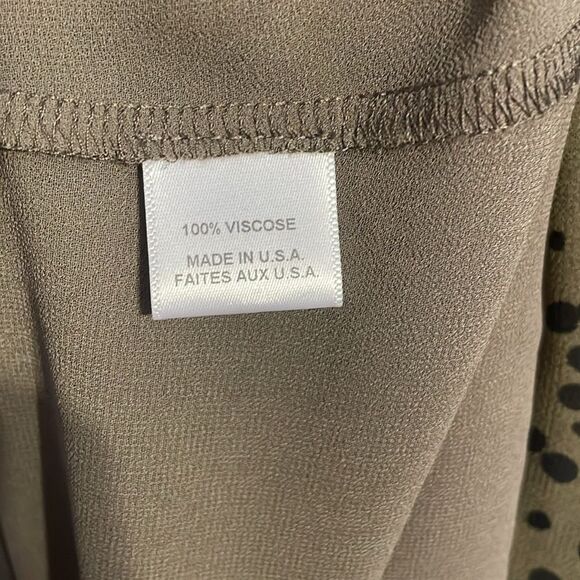 100% VISCOSE
MADE IN U.S.A.
FAITES AUX U.S.A.